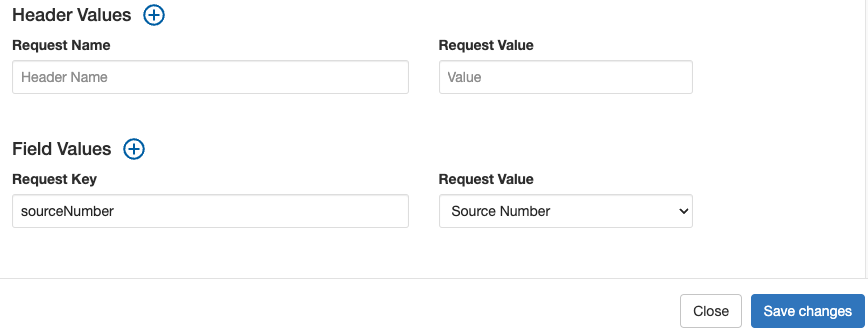 Header Values
Request Name Request Value
Header Name Value
Field Values
Request Key Request Value
sourceNumber Source Number
Close Save changes